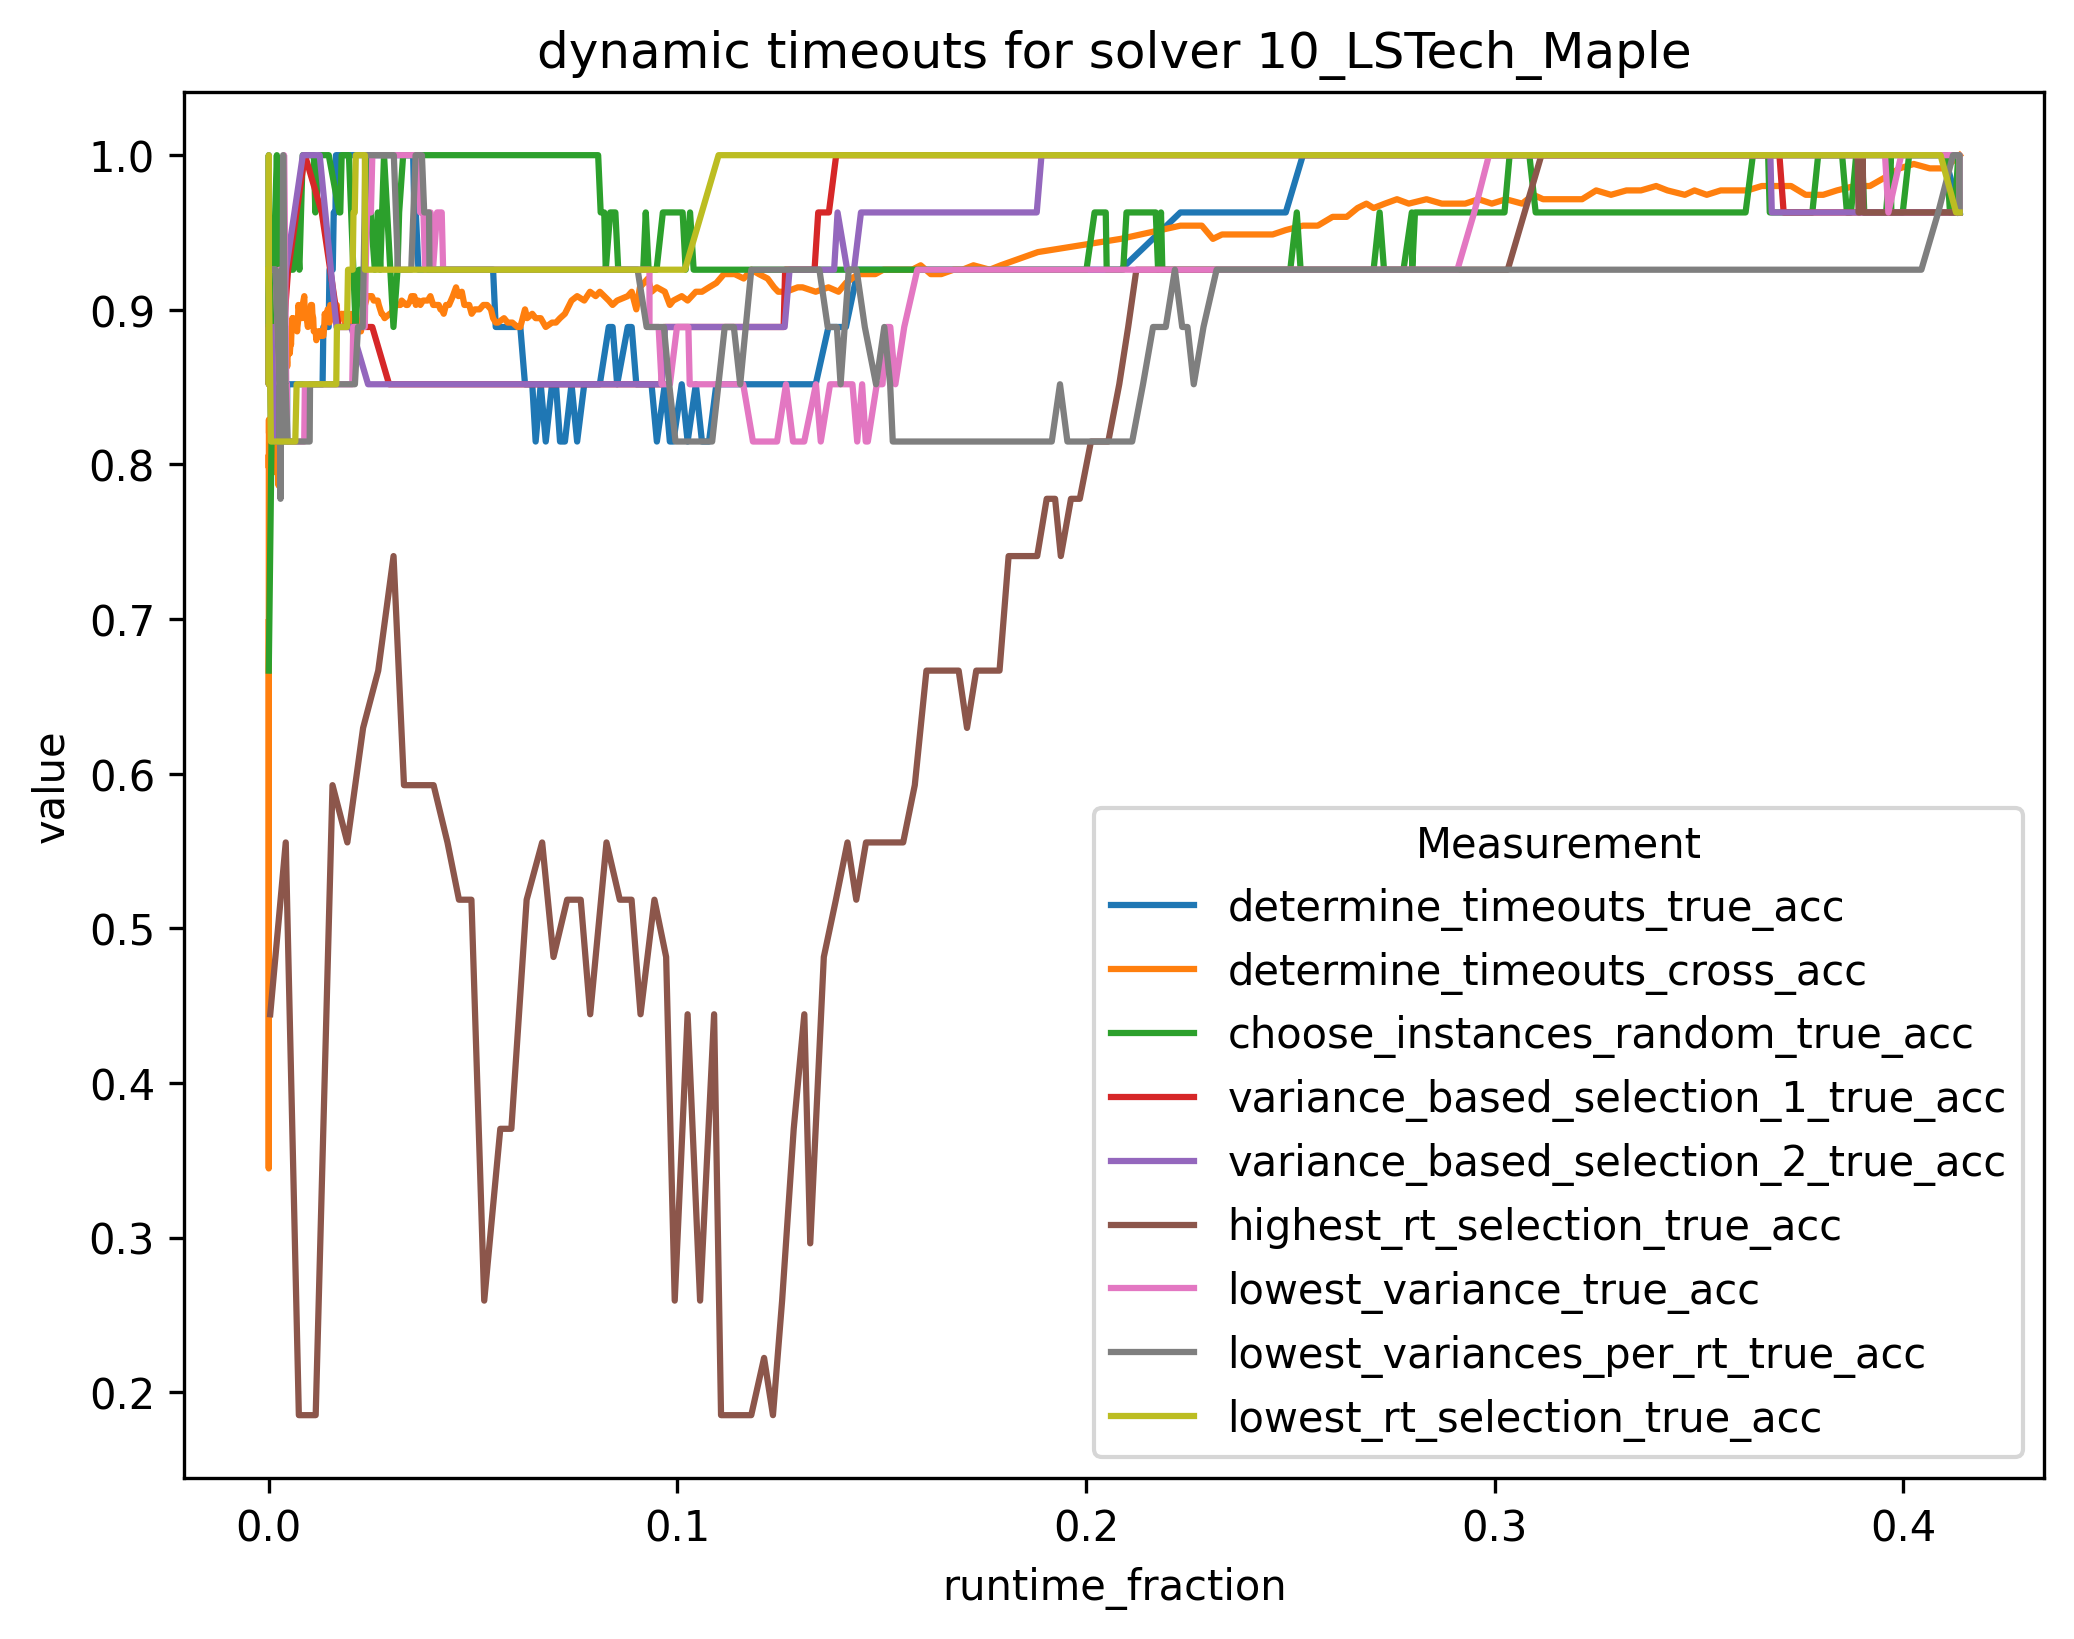 dynamic timeouts for solver 10_LSTech_Maple
1.0
0.9
0.8
0.7
0.6
0.5
0.4
0.3
0.2
value
0.0
0.1
0.2
0.3
0.4
runtime_fraction
Measurement
determine_timeouts_true_acc
determine_timeouts_cross_acc
choose_instances_random_true_acc
variance_based_selection_1_true_acc
variance_based_selection_2_true_acc
highest_rt_selection_true_acc
lowest_variance_true_acc
lowest_variances_per_rt_true_acc
lowest_rt_selection_true_acc